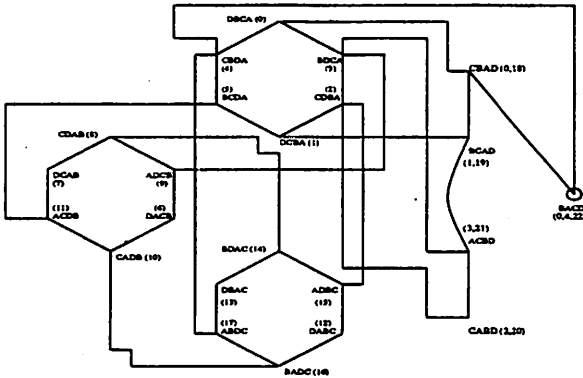 DBCA (0)
CBDA
(4)
BDCA
(5)
CBAD (0,18)
(3)
BCDA
(2)
CDBA
DCBA (1)
CDAB (8)
BCAD
(1,19)
DCAB
(7)
ADCB
(9)
BACD
(0,4,22)
(11)
ACDB
(6)
DACB
(3,21)
ACBD
CADB (10)
BDAC (14)
DBAC
(13)
ADBC
(15)
(17)
ABDC
(12)
DABC
CABD (2,20)
BADC (16)